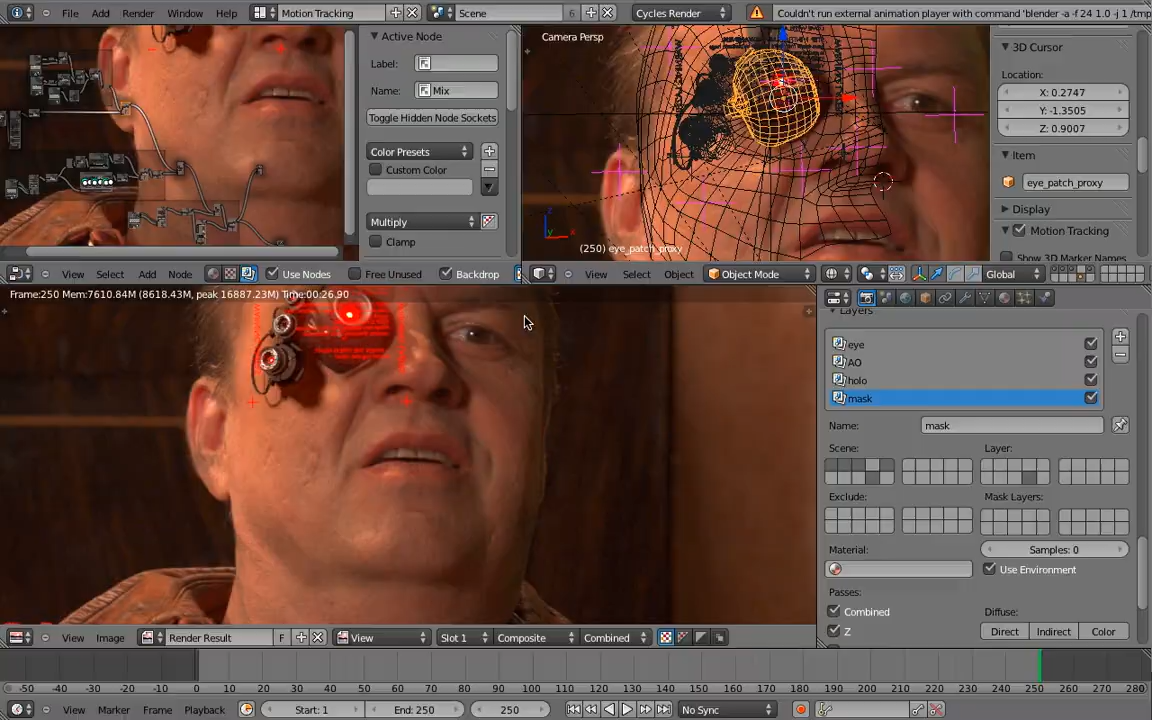 File Add Render Window Help Motion Tracking Scene 6 Cycles Render Couldn't run external animation player with command 'blender -a -f 24 1.0 -j 1 /tmp
Active Node
Label:
Name: Mix
Toggle Hidden Node Sockets
Color Presets
Custom Color
Multiply
Clamp
View Select Add Node Use Nodes Free Unused Backdrop
Camera Persp
(250) eye_patch_proxy
View Select Object Object Mode Global
3D Cursor
Location:
X: 0.2747
Y: -1.3505
Z: 0.9007
Item
eye_patch_proxy
Display
Motion Tracking
Show 3D Marker Names
Frame:250 Mem:7610.84M (8618.43M, peak 16887.23M) Time:00:26.90
View Image Render Result F View Slot 1 Composite Combined
Layers
eye
AO
holo
mask
Name: mask
Scene: Layer:
Exclude: Mask Layers:
Material: Samples: 0
Use Environment
Passes:
Combined Diffuse:
Z Direct Indirect Color
-50 -40 -30 -20 -10 0 10 20 30 40 50 60 70 80 90 100 110 120 130 140 150 160 170 180 190 200 210 220 230 240 250 260 270 280
View Marker Frame Playback Start: 1 End: 250 250 No Sync